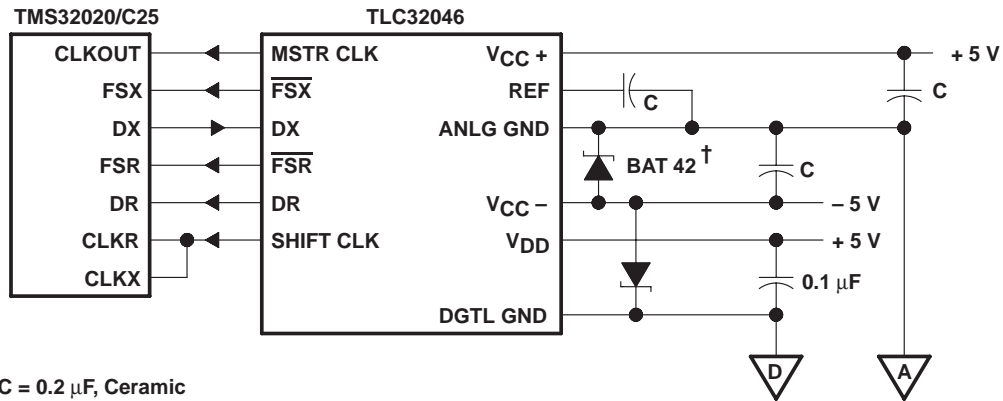 TMS32020/C25
TLC32046
CLKOUT
MSTR CLK
VCC +
+ 5 V
FSX
FSX
REF
C
C
DX
DX
ANLG GND
FSR
FSR
BAT 42 †
C
DR
DR
VCC –
– 5 V
CLKR
SHIFT CLK
VDD
+ 5 V
CLKX
0.1 μF
DGTL GND
D
A
C = 0.2 μF, Ceramic